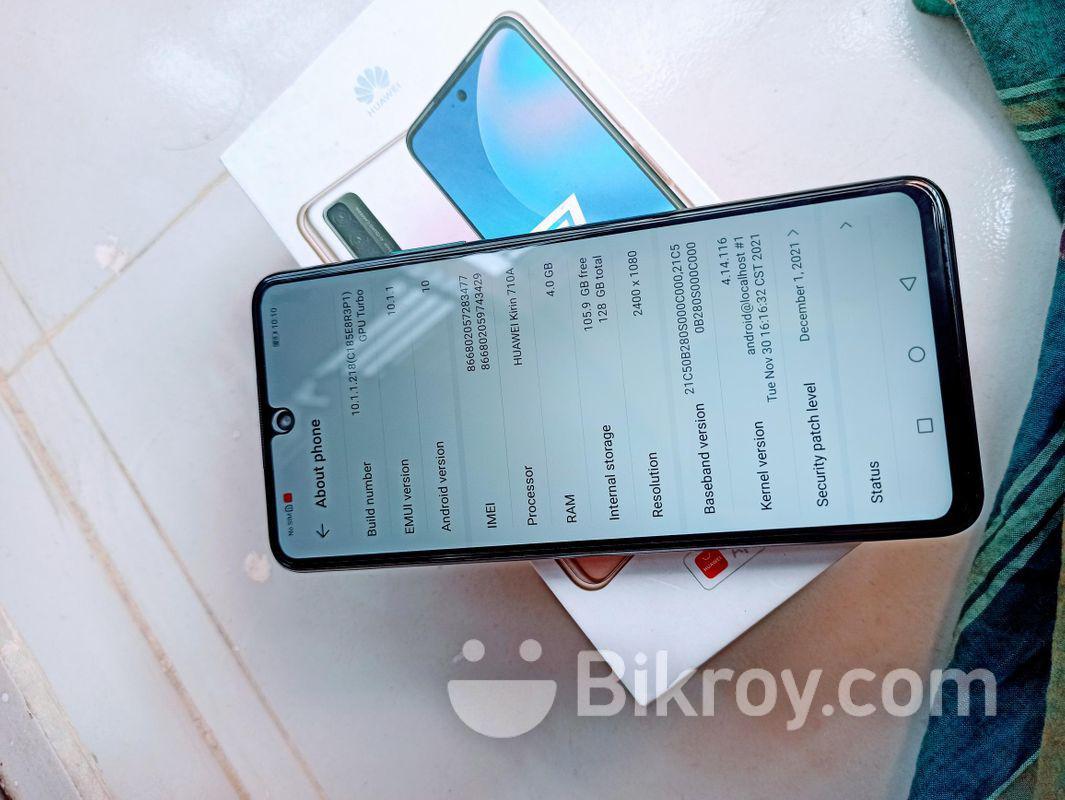 HUAWEI
No SIM
10:10
About phone
Build number
10.1.1.218(C185E8R3P1)
GPU Turbo
EMUI version
10.1.1
Android version
10
IMEI
866802057283477
866802059743429
Processor
HUAWEI Kirin 710A
RAM
4.0 GB
Internal storage
105.9 GB free
128 GB total
Resolution
2400 x 1080
Baseband version
21C50B280S000C000,21C5
0B280S000C000
Kernel version
4.14.116
android@localhost #1
Tue Nov 30 16:16:32 CST 2021
Security patch level
December 1, 2021
Status
HUAWEI
Bikroy.com